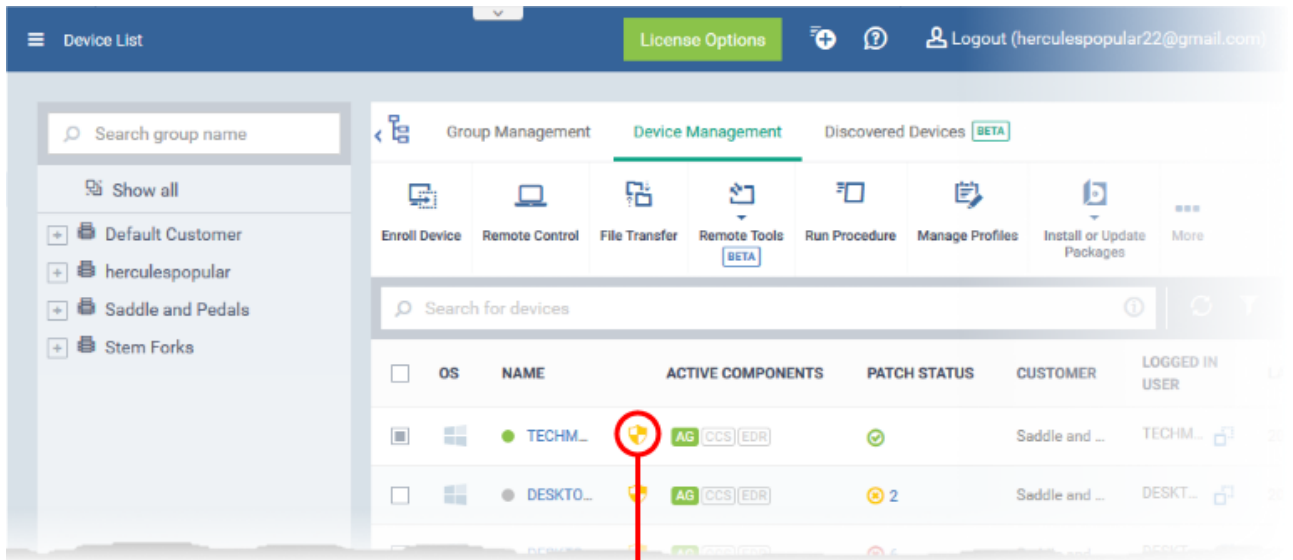 Device List
License Options
Logout (herculespopular22@gmail.com)
Search group name
Show all
Default Customer
herculespopular
Saddle and Pedals
Stem Forks
Group Management
Device Management
Discovered Devices BETA
Enroll Device
Remote Control
File Transfer
Remote Tools
BETA
Run Procedure
Manage Profiles
Install or Update
Packages
More
Search for devices
OS NAME ACTIVE COMPONENTS PATCH STATUS CUSTOMER LOGGED IN
USER
TECHM... AG CCS EDR Saddle and ... TECHM...
DESKTO... AG CCS EDR 2 Saddle and ... DESKT...